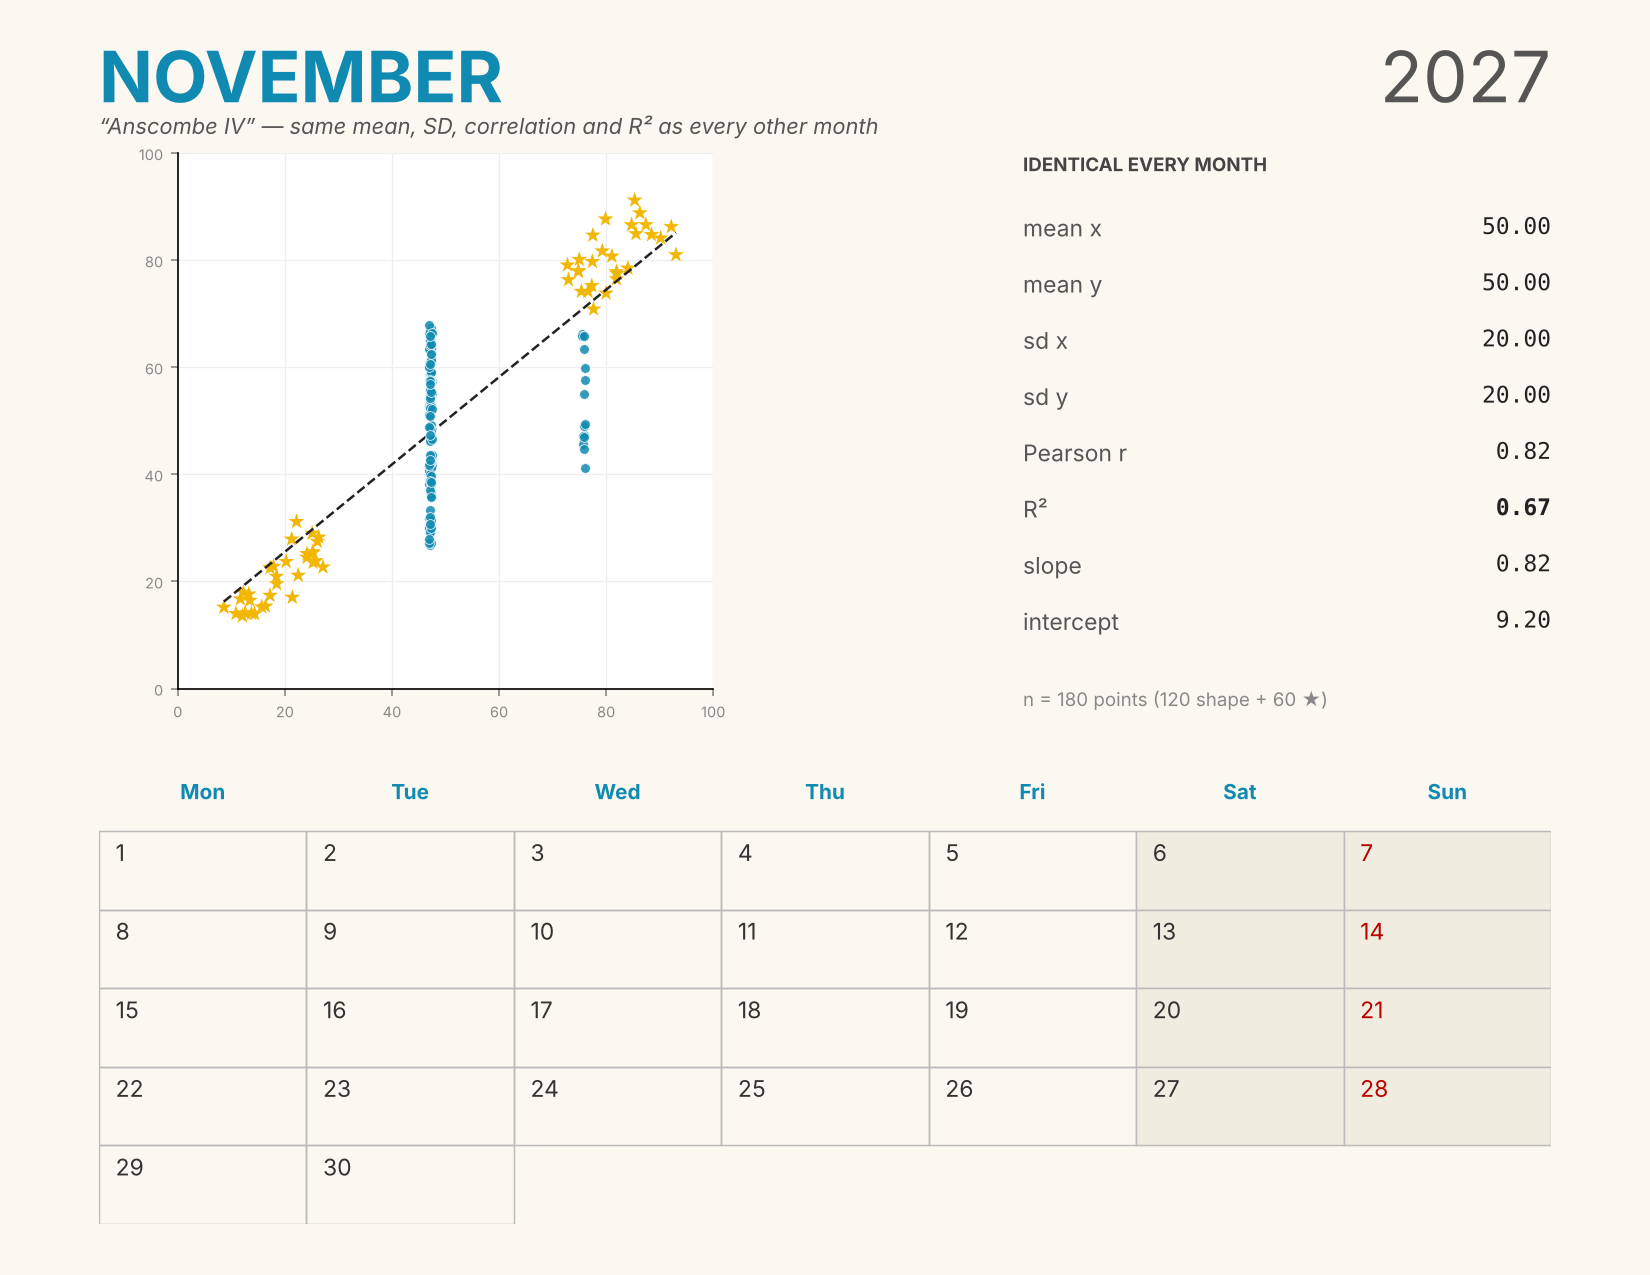 NOVEMBER 2027
“Anscombe IV” — same mean, SD, correlation and R² as every other month
100
80
60
40
20
0
0 20 40 60 80 100
IDENTICAL EVERY MONTH
mean x 50.00
mean y 50.00
sd x 20.00
sd y 20.00
Pearson r 0.82
R² 0.67
slope 0.82
intercept 9.20
n = 180 points (120 shape + 60 ★)
Mon Tue Wed Thu Fri Sat Sun
1 2 3 4 5 6 7
8 9 10 11 12 13 14
15 16 17 18 19 20 21
22 23 24 25 26 27 28
29 30